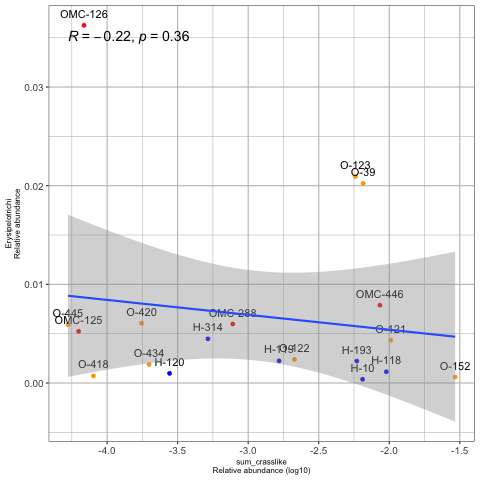 OMC-126
R = −0.22, p = 0.36
0.03
O-123
O-39
0.02
Erysipelotrichi
Relative abundance
0.01
OMC-446
O-445
O-420
OMC-288
OMC-125
H-314
O-121
O-434
H-119
O-122
H-193
O-418
H-120
H-10
H-118
O-152
0.00
-4.0
-3.5
-3.0
-2.5
-2.0
-1.5
sum_crasslike
Relative abundance (log10)